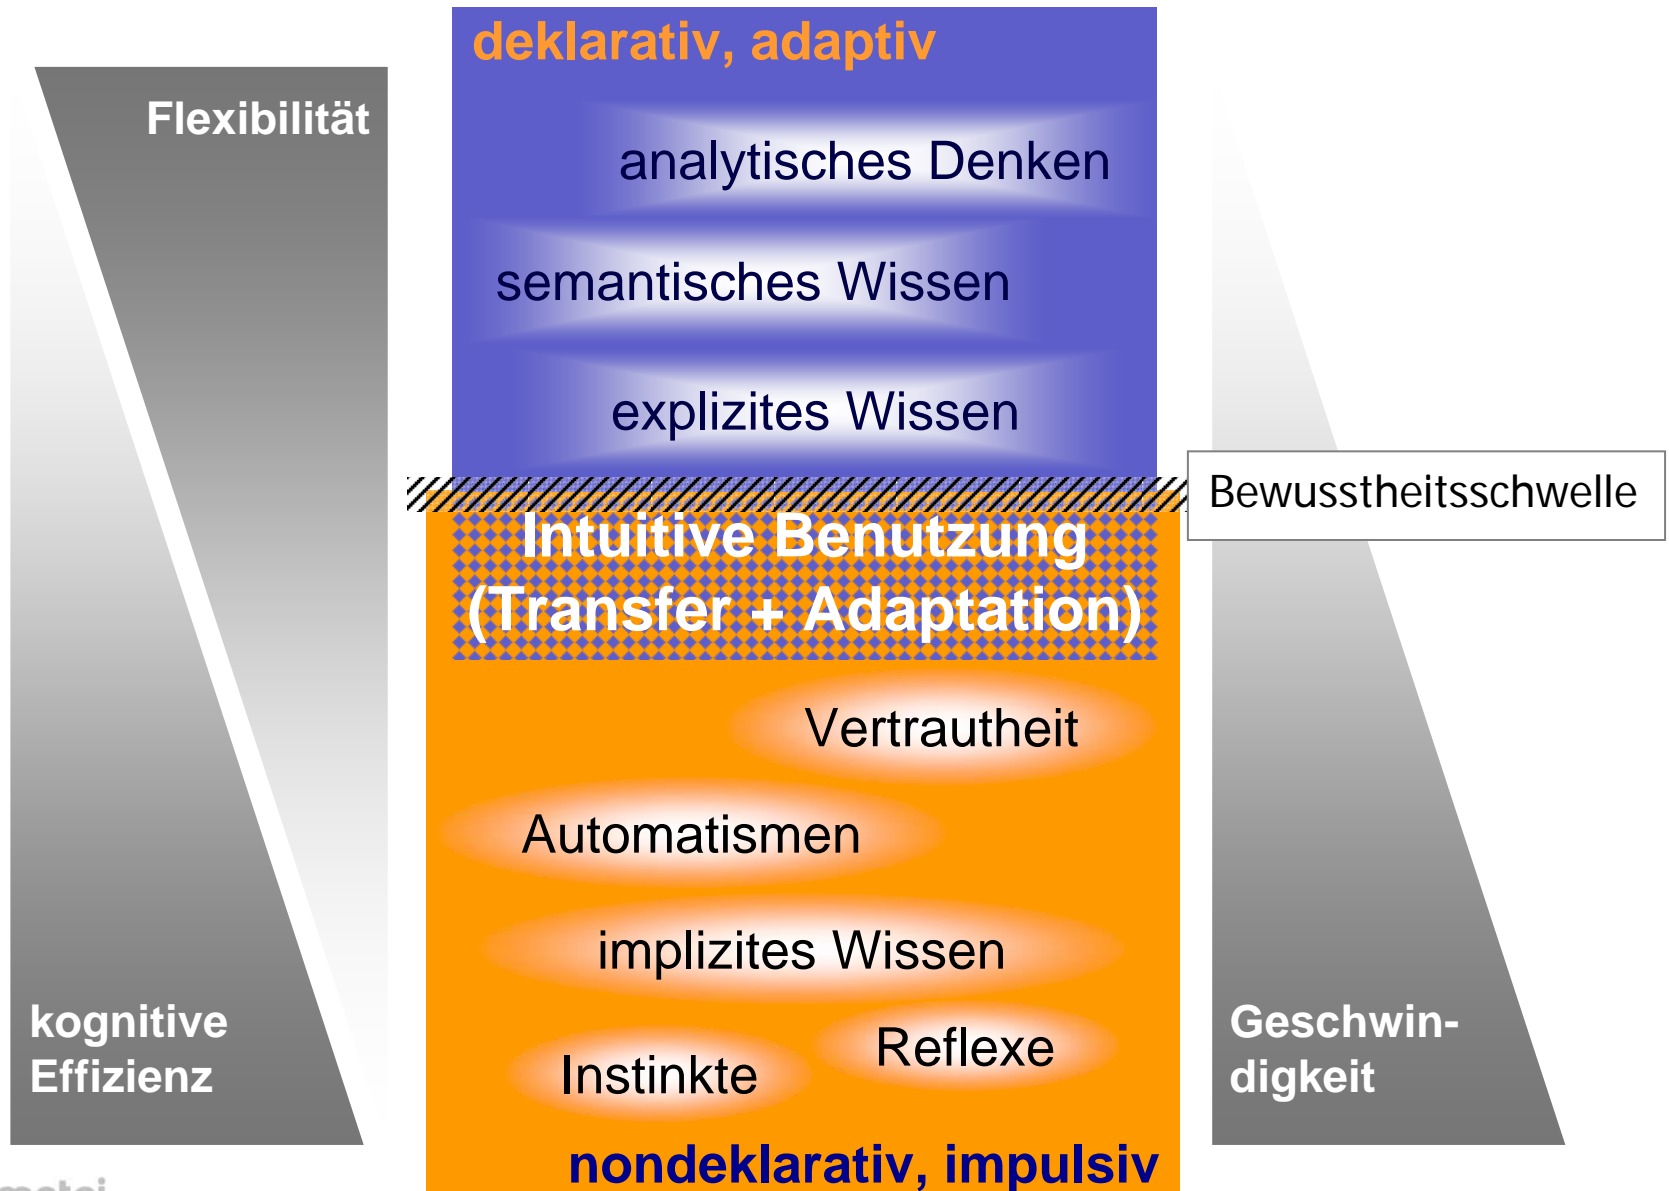 deklarativ, adaptiv
Flexibilität
analytisches Denken
semantisches Wissen
explizites Wissen
Bewusstheitsschwelle
Intuitive Benutzung
(Transfer + Adaptation)
Vertrautheit
Automatismen
implizites Wissen
kognitive
Effizienz
Instinkte
Reflexe
Geschwin-
digkeit
nondeklarativ, impulsiv